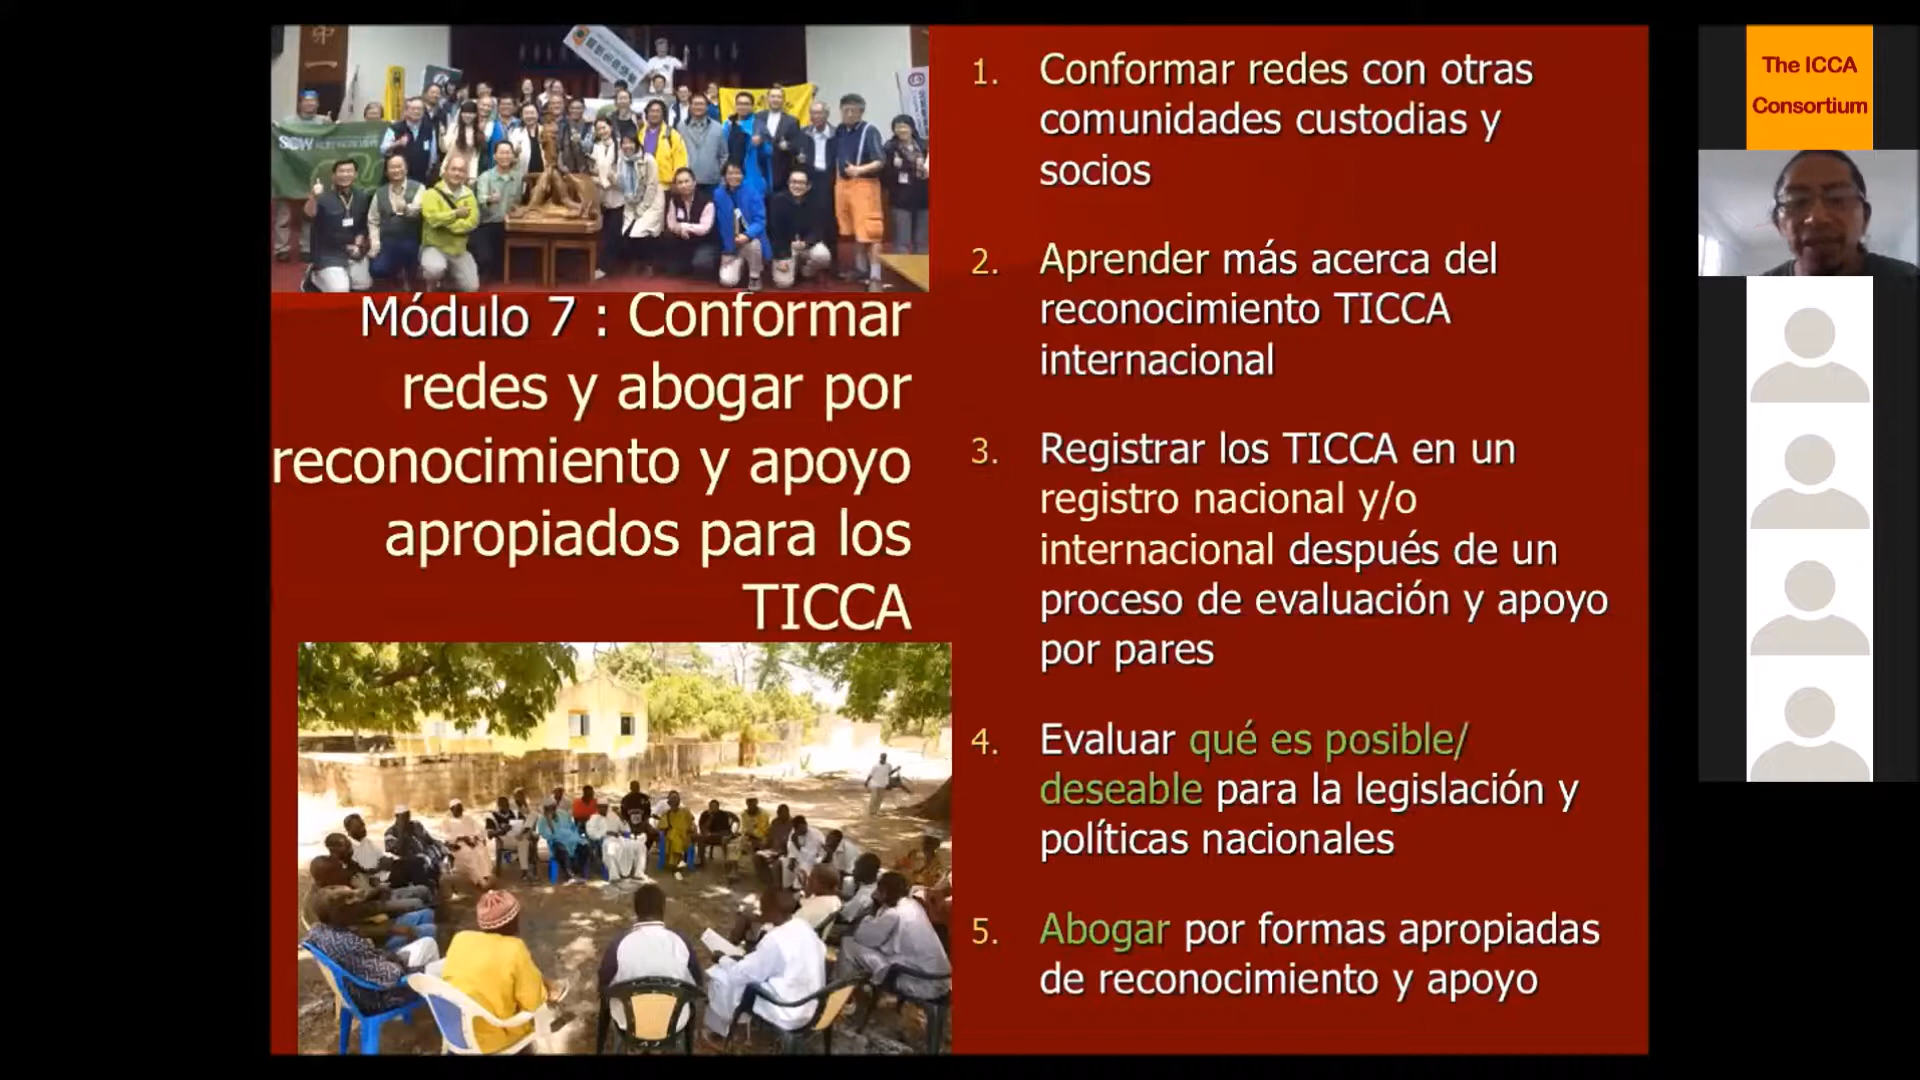 Módulo 7 : Conformar
redes y abogar por
reconocimiento y apoyo
apropiados para los
TICCA
1. Conformar redes con otras
comunidades custodias y
socios
2. Aprender más acerca del
reconocimiento TICCA
internacional
3. Registrar los TICCA en un
registro nacional y/o
internacional después de un
proceso de evaluación y apoyo
por pares
4. Evaluar qué es posible/
deseable para la legislación y
políticas nacionales
5. Abogar por formas apropiadas
de reconocimiento y apoyo
The ICCA
Consortium